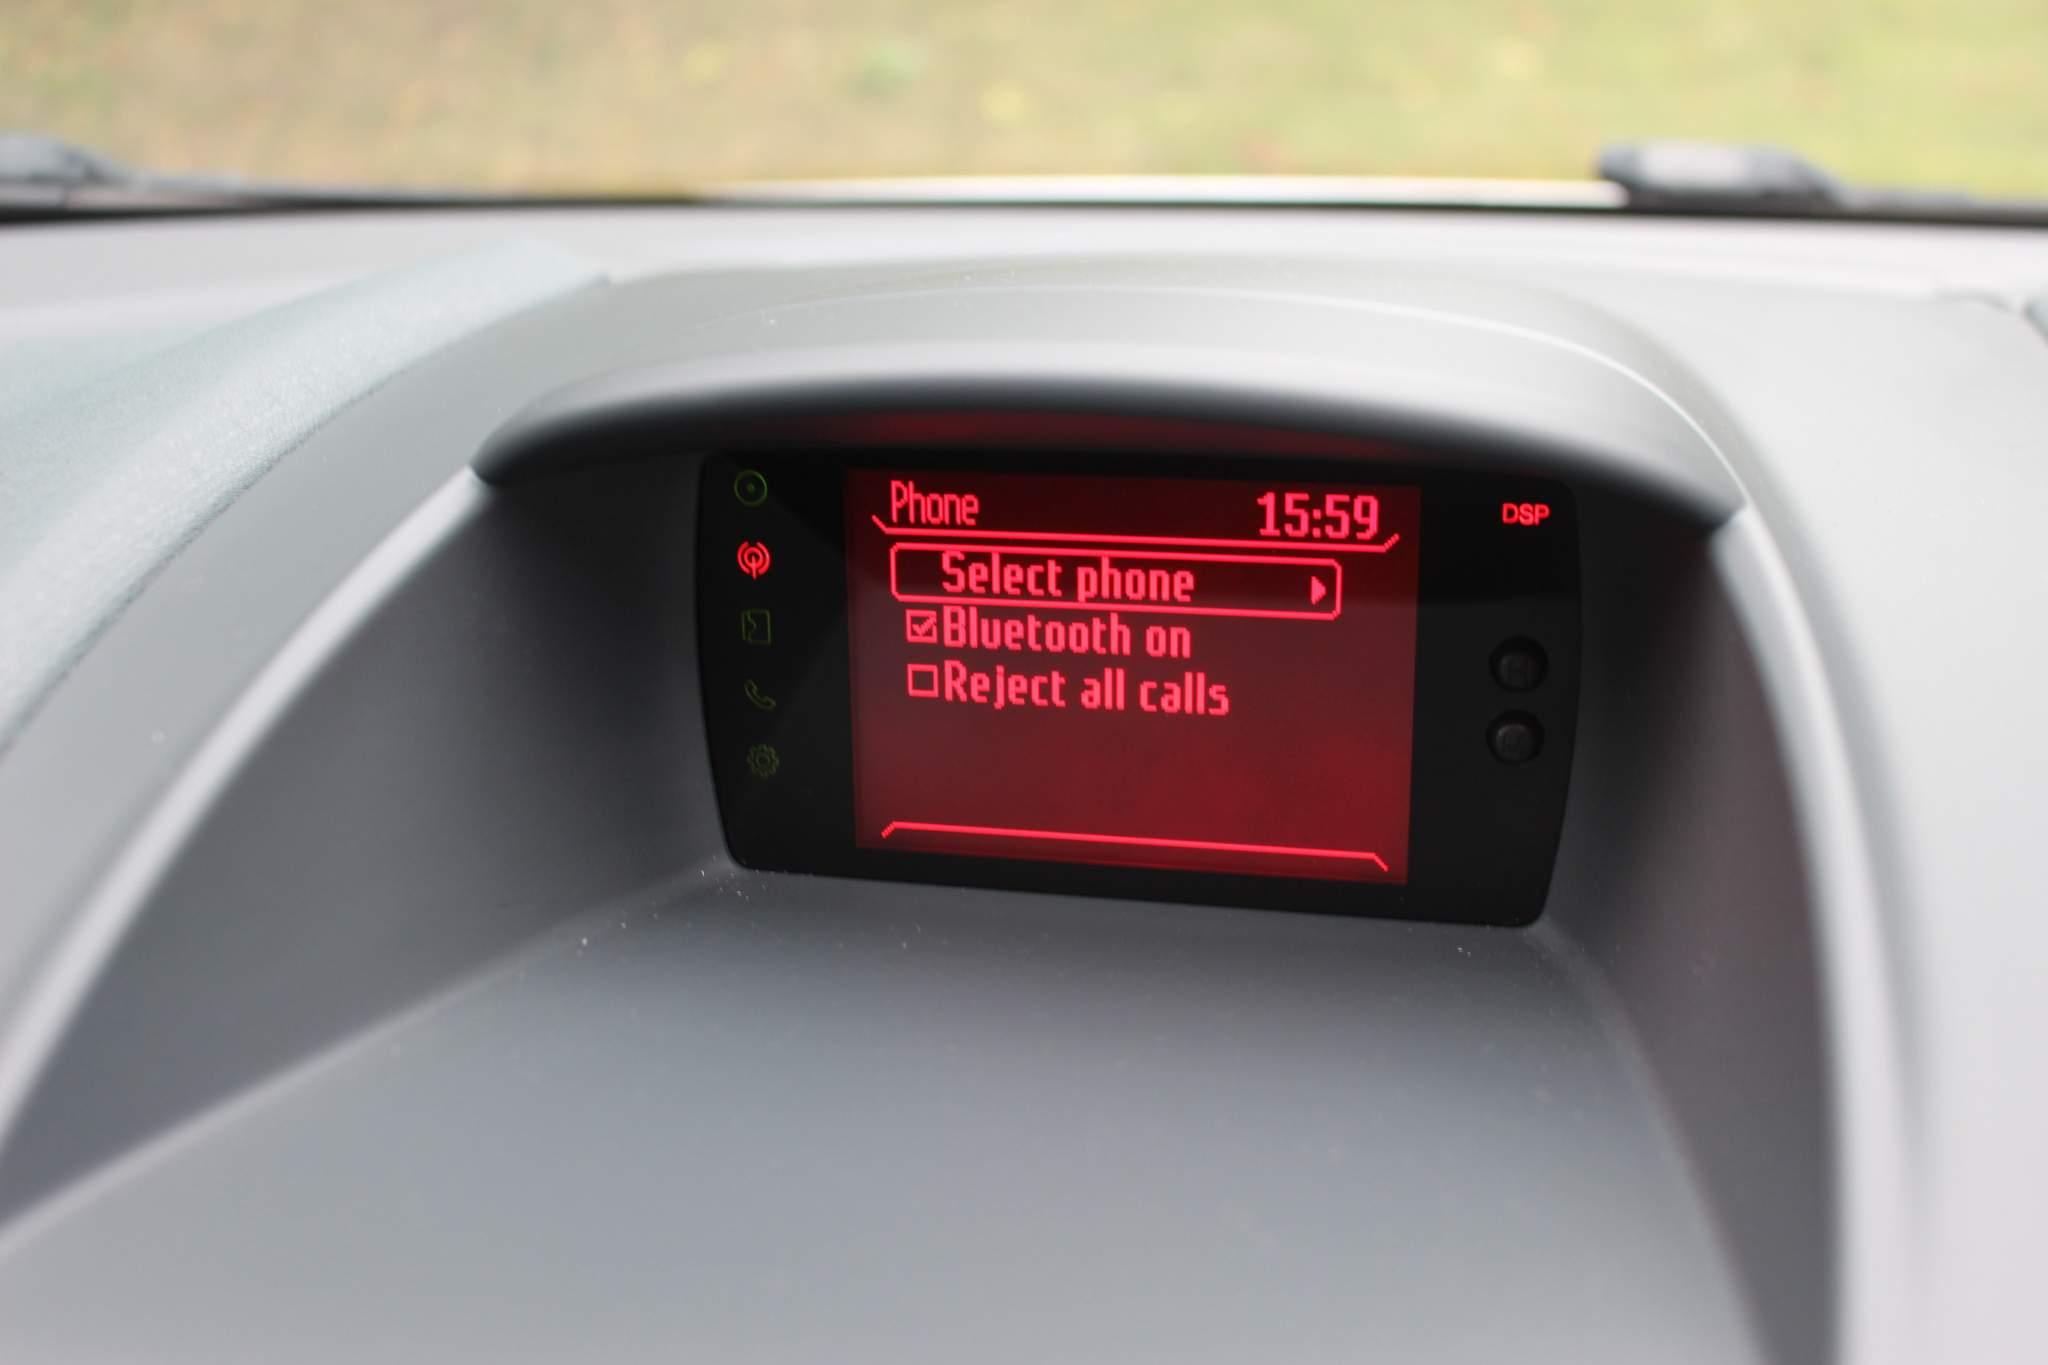 Phone 15:59
DSP
Select phone
Bluetooth on
Reject all calls